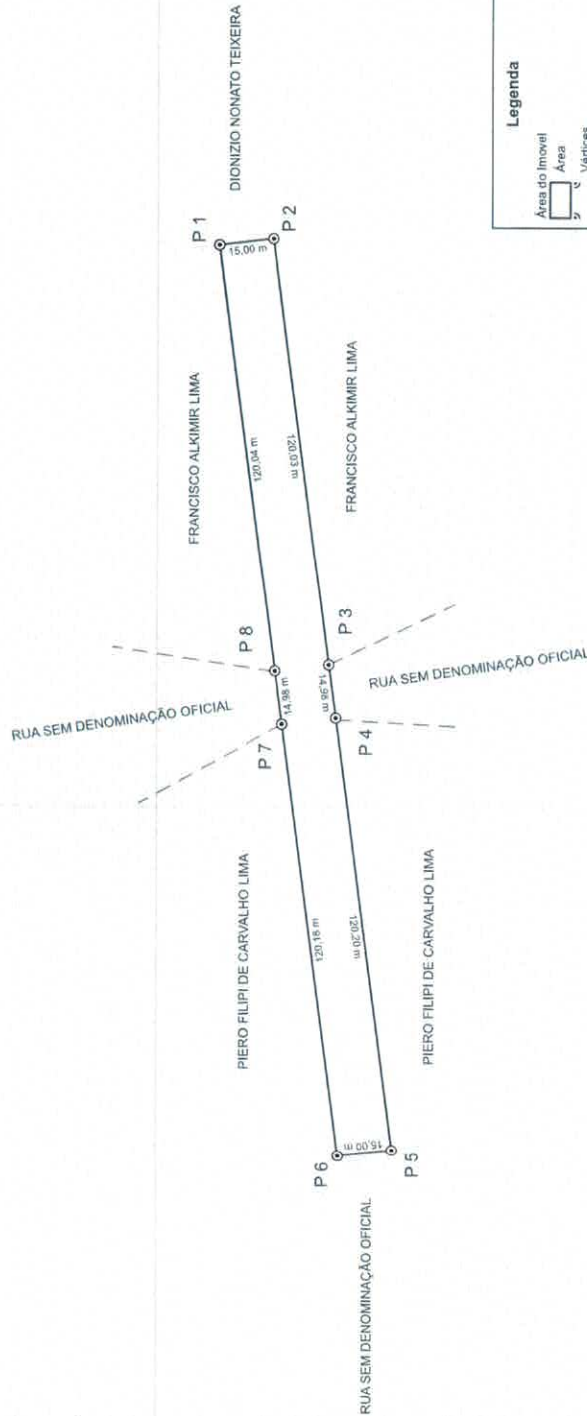 DIONIZIO NONATO TEIXEIRA
P 1
15,00 m
P 2
FRANCISCO ALKIMIR LIMA
120,04 m
120,03 m
FRANCISCO ALKIMIR LIMA
P 8
P 3
14,98 m
14,98 m
RUA SEM DENOMINAÇÃO OFICIAL
RUA SEM DENOMINAÇÃO OFICIAL
P 7
P 4
PIERO FILIPI DE CARVALHO LIMA
120,16 m
120,20 m
PIERO FILIPI DE CARVALHO LIMA
P 6
15,00 m
P 5
RUA SEM DENOMINAÇÃO OFICIAL
Legenda
Área do Imovel
Área
Vértices